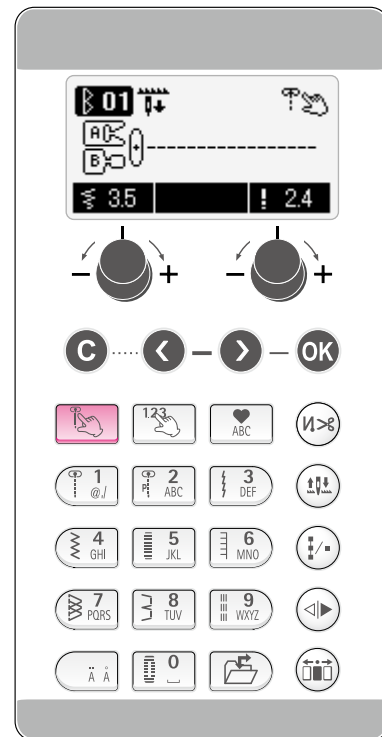 01
A
B
3.5 ! 2.4
- + - +
C OK
1.23 ABC
1 @./ 2 ABC 3 DEF
4 GHI 5 JKL 6 MNO
7 PQRS 8 TUV 9 WXYZ
Ä Å 0